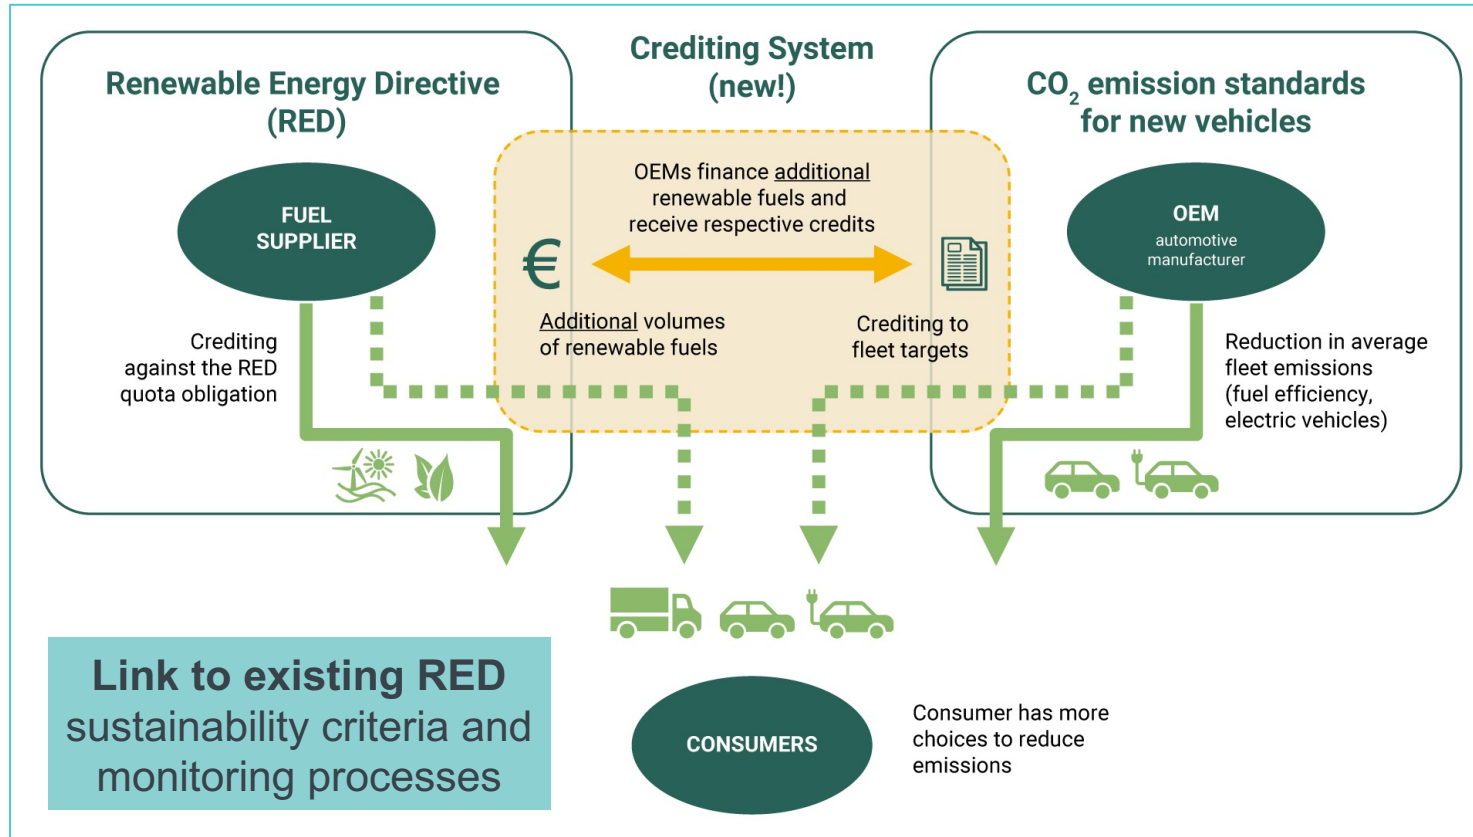 Renewable Energy Directive
(RED)
Crediting System
(new!)
CO₂ emission standards
for new vehicles
FUEL
SUPPLIER
OEMs finance additional
renewable fuels and
receive respective credits
€
OEM
automotive
manufacturer
Crediting
against the RED
quota obligation
Additional volumes
of renewable fuels
Crediting to
fleet targets
Reduction in average
fleet emissions
(fuel efficiency,
electric vehicles)
Link to existing RED
sustainability criteria and
monitoring processes
CONSUMERS
Consumer has more
choices to reduce
emissions